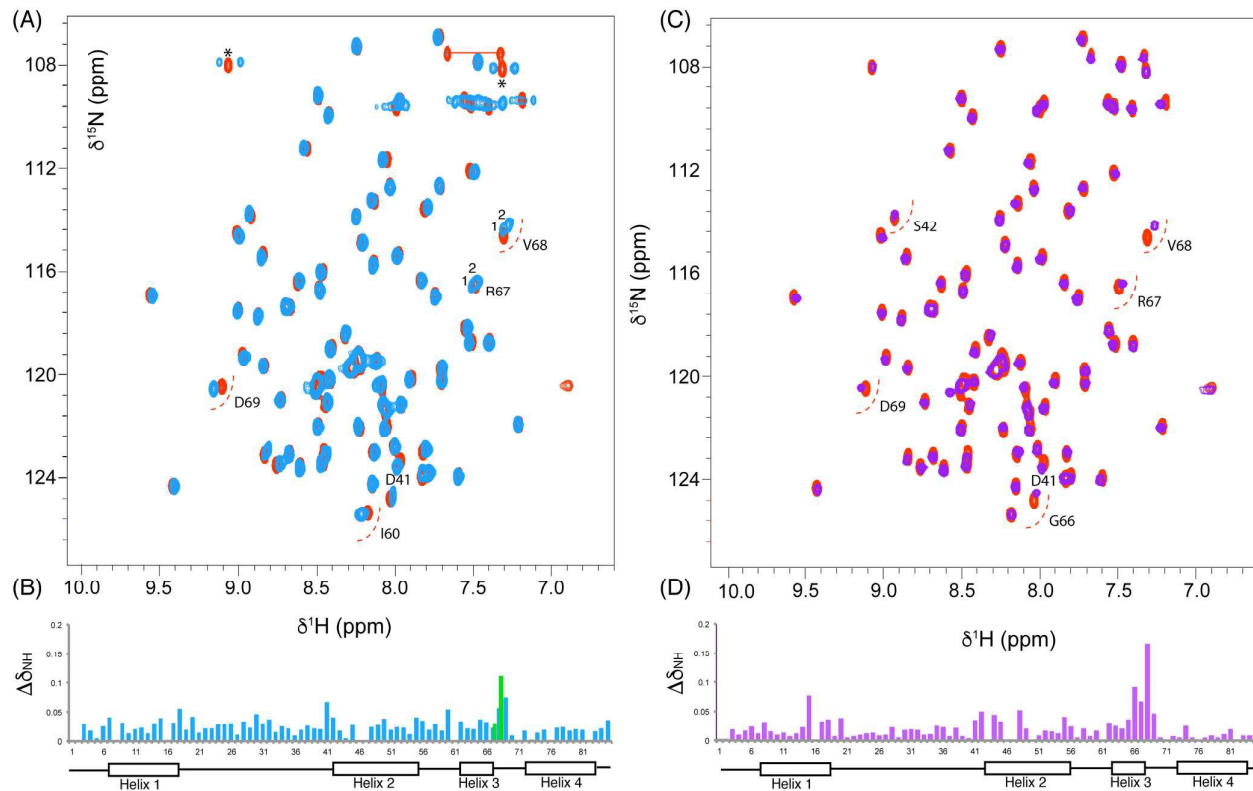 (A)
(C)
*
*
108
112
116
120
124
δ15N (ppm)
1 2
V68
1 2
R67
D69
D41
I60
10.0 9.0 8.5 8.0 7.5 7.0
δ1H (ppm)
108
112
116
120
124
δ15N (ppm)
S42
V68
R67
D69
D41
G66
10.0 9.0 8.5 8.0 7.5 7.0
δ1H (ppm)
(B)
0.2
0.15
0.1
0.05
0
ΔδNH
1 6 11 16 21 26 31 36 41 46 51 56 61 66 71 76 81
Helix 1 Helix 2 Helix 3 Helix 4
(D)
0.2
0.15
0.1
0.05
0
ΔδNH
1 6 11 16 21 26 31 36 41 46 51 56 61 66 71 76 81
Helix 1 Helix 2 Helix 3 Helix 4